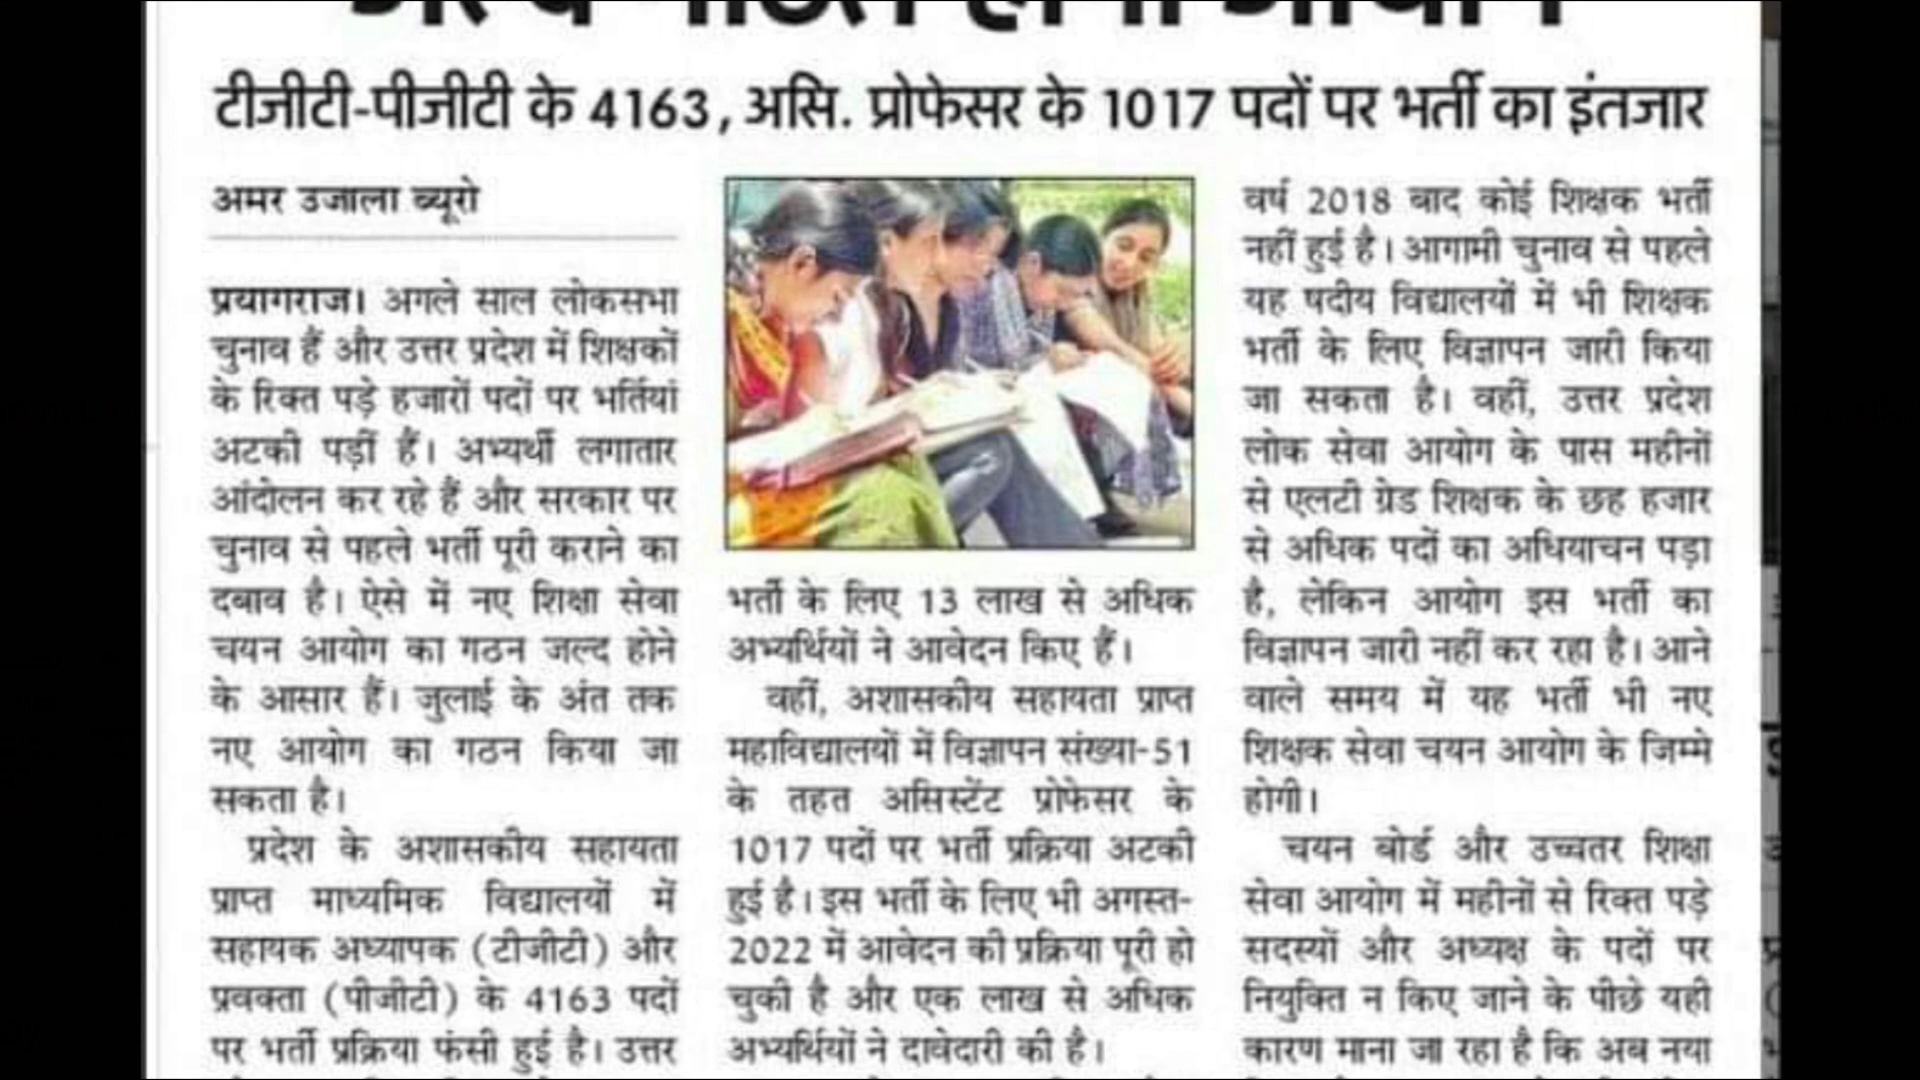 टीजीटी-पीजीटी के 4163, असि. प्रोफेसर के 1017 पदों पर भर्ती का इंतजार
अमर उजाला ब्यूरो
प्रयागराज। अगले साल लोकसभा
चुनाव हैं और उत्तर प्रदेश में शिक्षकों
के रिक्त पड़े हजारों पदों पर भर्तियां
अटकी पड़ीं हैं। अभ्यर्थी लगातार
आंदोलन कर रहे हैं और सरकार पर
चुनाव से पहले भर्ती पूरी कराने का
दबाव है। ऐसे में नए शिक्षा सेवा
चयन आयोग का गठन जल्द होने
के आसार हैं। जुलाई के अंत तक
नए आयोग का गठन किया जा
सकता है।
प्रदेश के अशासकीय सहायता
प्राप्त माध्यमिक विद्यालयों में
सहायक अध्यापक (टीजीटी) और
प्रवक्ता (पीजीटी) के 4163 पदों
पर भर्ती प्रक्रिया फंसी हुई है। उत्तर
भर्ती के लिए 13 लाख से अधिक
अभ्यर्थियों ने आवेदन किए हैं।
वहीं, अशासकीय सहायता प्राप्त
महाविद्यालयों में विज्ञापन संख्या-51
के तहत असिस्टेंट प्रोफेसर के
1017 पदों पर भर्ती प्रक्रिया अटकी
हुई है। इस भर्ती के लिए भी अगस्त-
2022 में आवेदन की प्रक्रिया पूरी हो
चुकी है और एक लाख से अधिक
अभ्यर्थियों ने दावेदारी की है।
वर्ष 2018 बाद कोई शिक्षक भर्ती
नहीं हुई है। आगामी चुनाव से पहले
यह पदीय विद्यालयों में भी शिक्षक
भर्ती के लिए विज्ञापन जारी किया
जा सकता है। वहीं, उत्तर प्रदेश
लोक सेवा आयोग के पास महीनों
से एलटी ग्रेड शिक्षक के छह हजार
से अधिक पदों का अधियाचन पड़ा
है, लेकिन आयोग इस भर्ती का
विज्ञापन जारी नहीं कर रहा है। आने
वाले समय में यह भर्ती भी नए
शिक्षक सेवा चयन आयोग के जिम्मे
होगी।
चयन बोर्ड और उच्चतर शिक्षा
सेवा आयोग में महीनों से रिक्त पड़े
सदस्यों और अध्यक्ष के पदों पर
नियुक्ति न किए जाने के पीछे यही
कारण माना जा रहा है कि अब नया